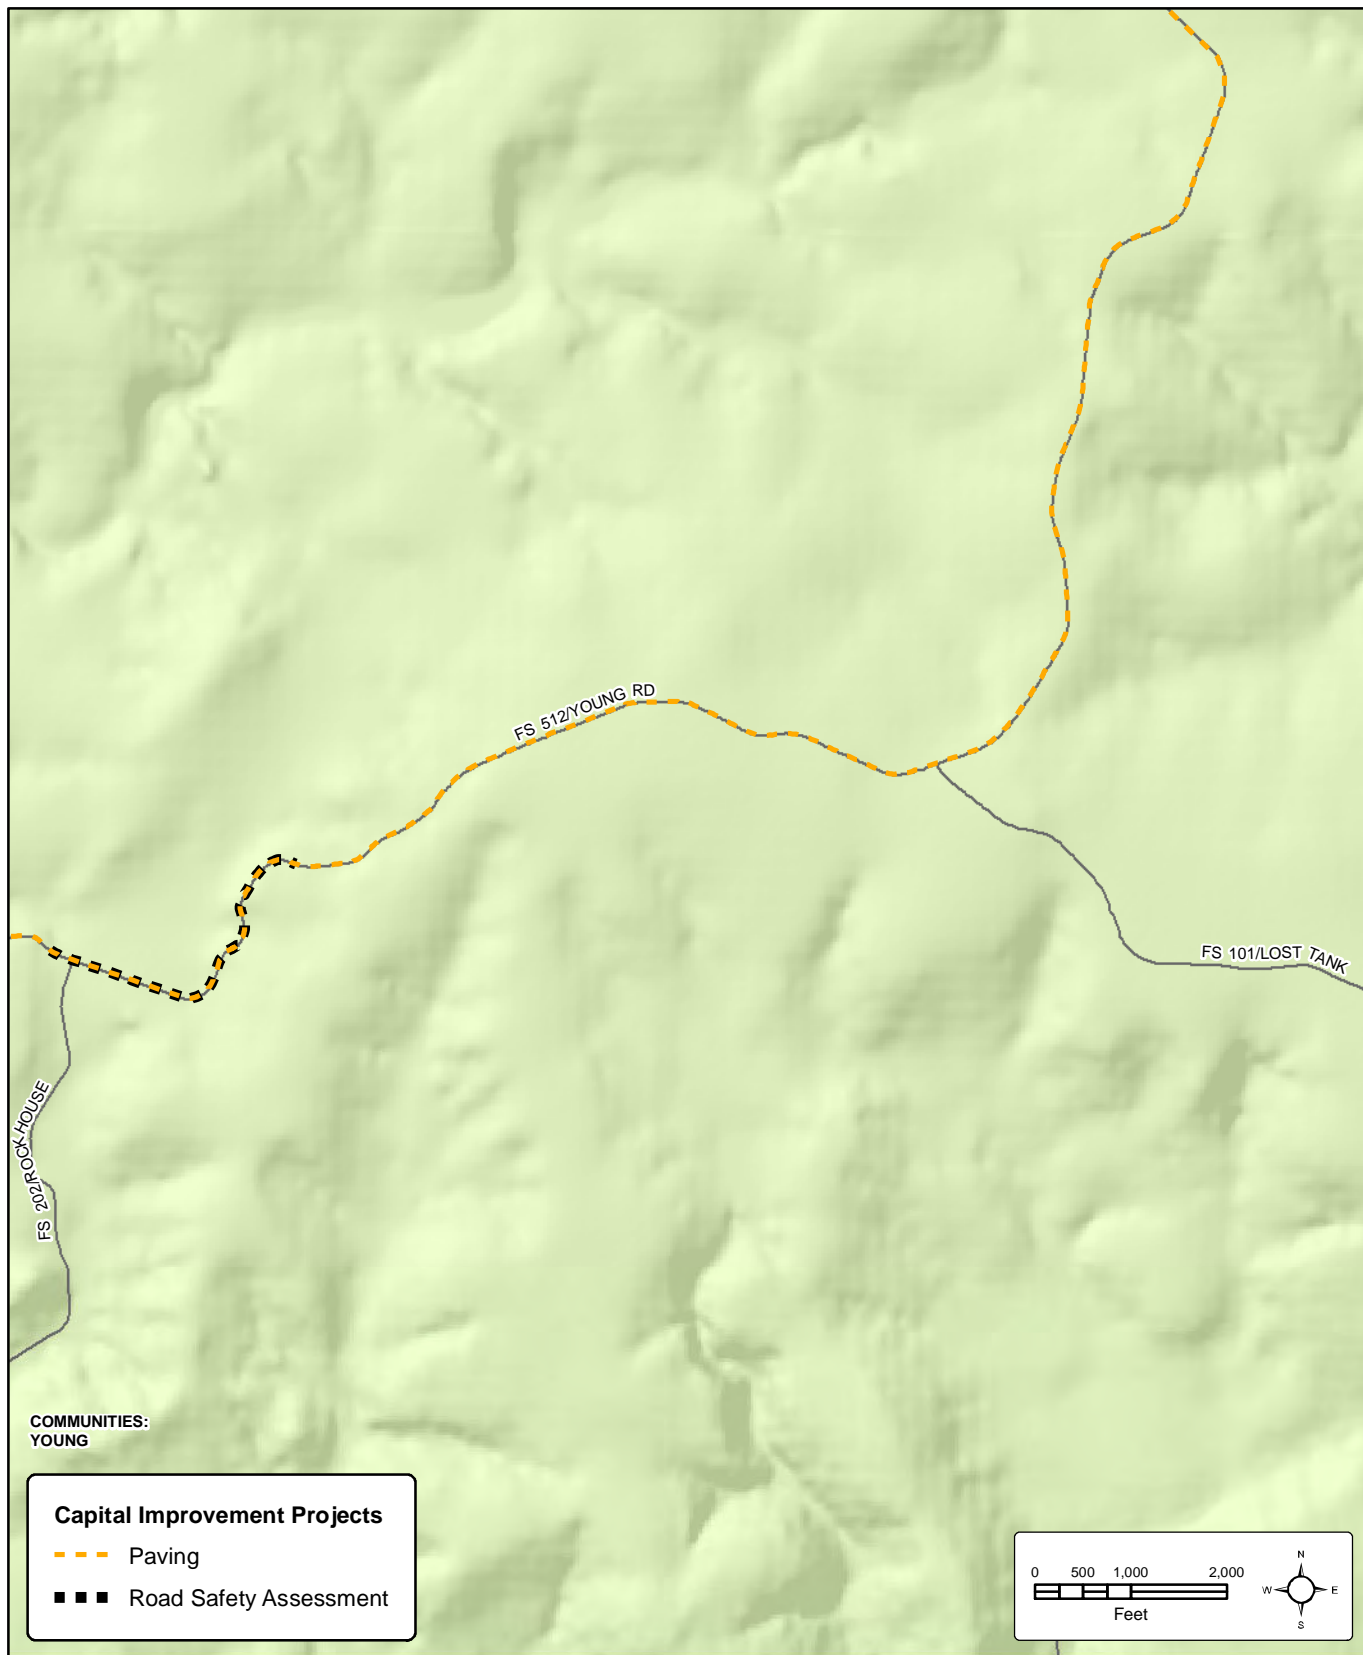 FS 512/YOUNG RD
FS 101/LOST TANK
FS 202/ROCK HOUSE
COMMUNITIES:
YOUNG
Capital Improvement Projects
Paving
Road Safety Assessment
0 500 1,000 2,000
Feet
N
W E
S